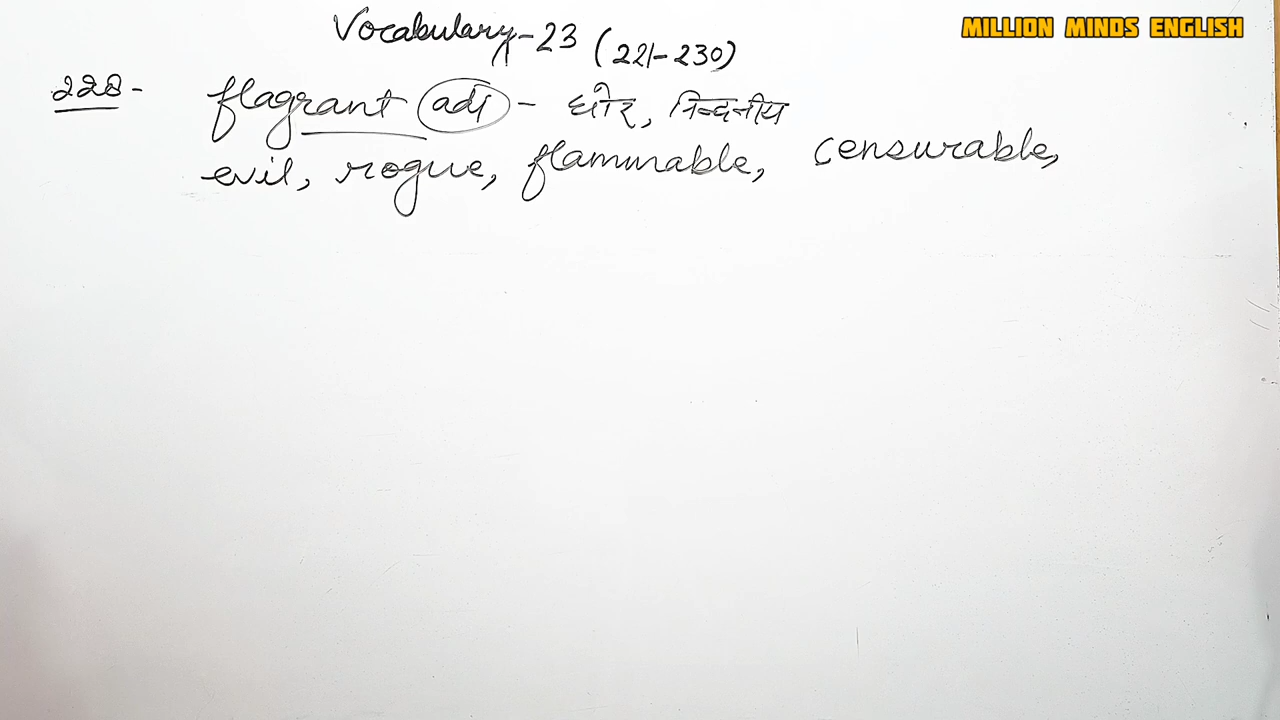 MILLION MINDS ENGLISH
Vocabulary-23 (221-230)
228- flagrant adj - घोर, निन्दनीय
evil, rogue, flammable, censurable,